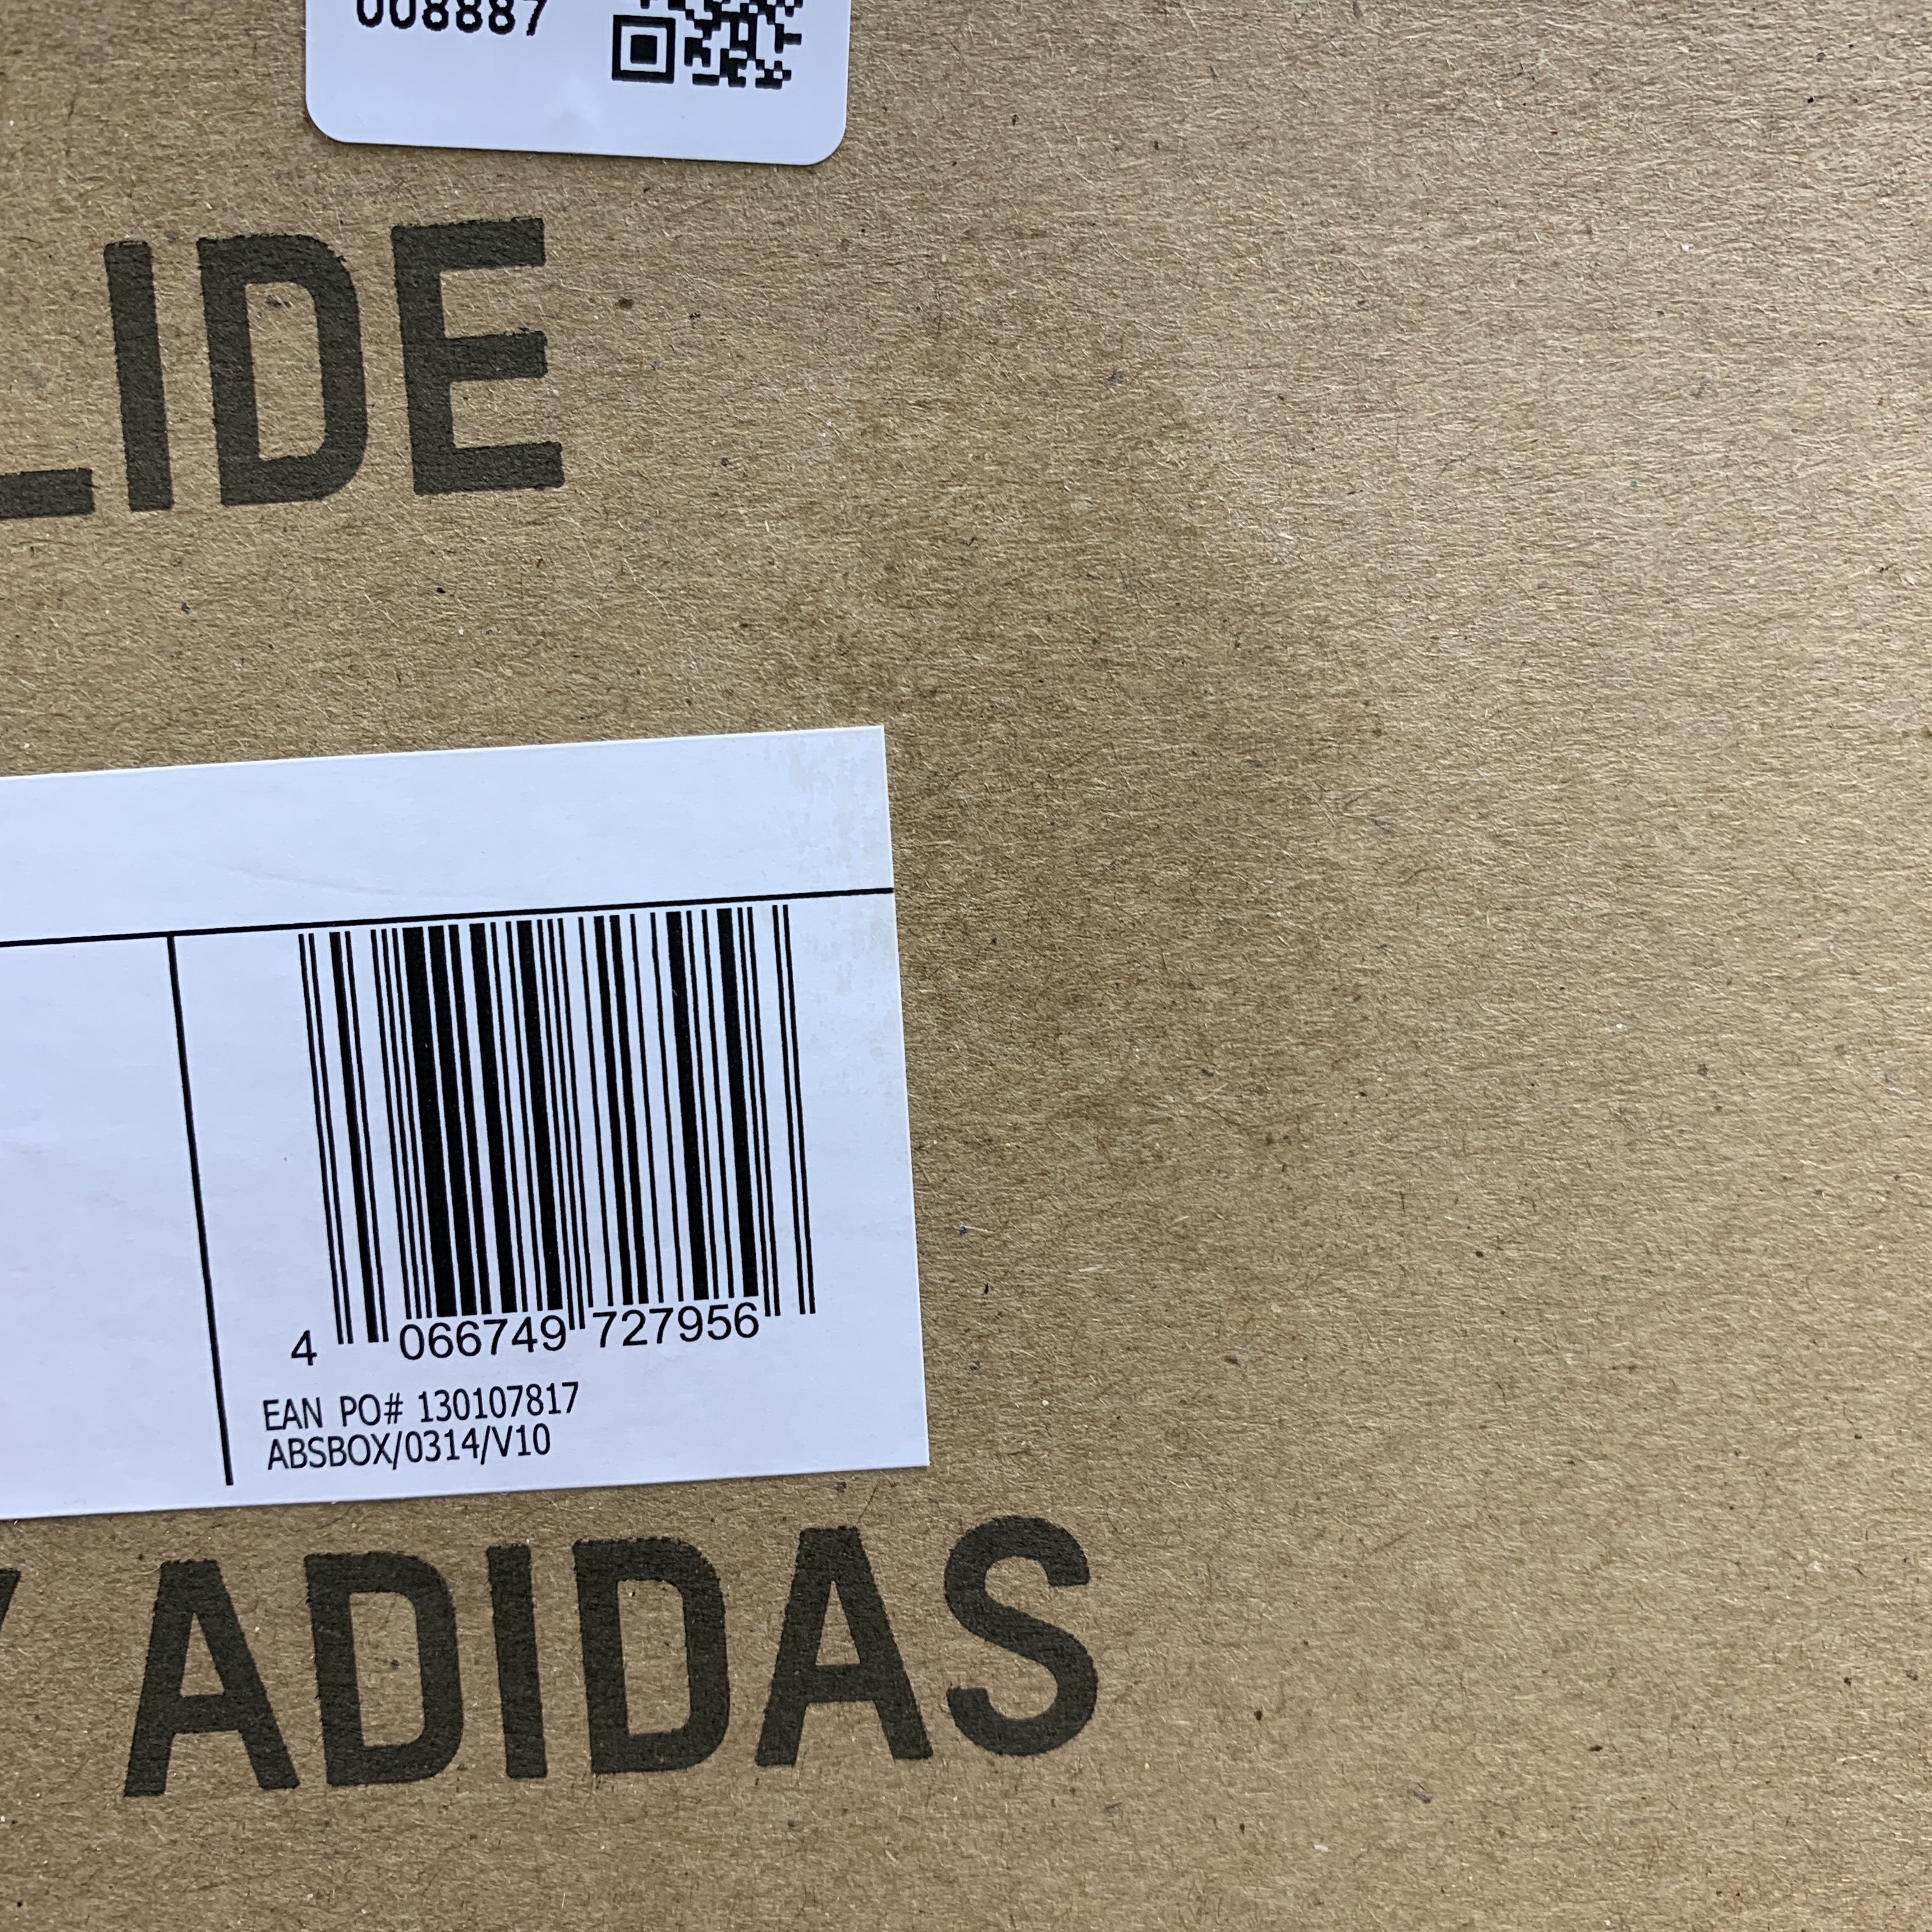 008887
LIDE
4 066749 727956
EAN PO# 130107817
ABSBOX/0314/V10
ADIDAS